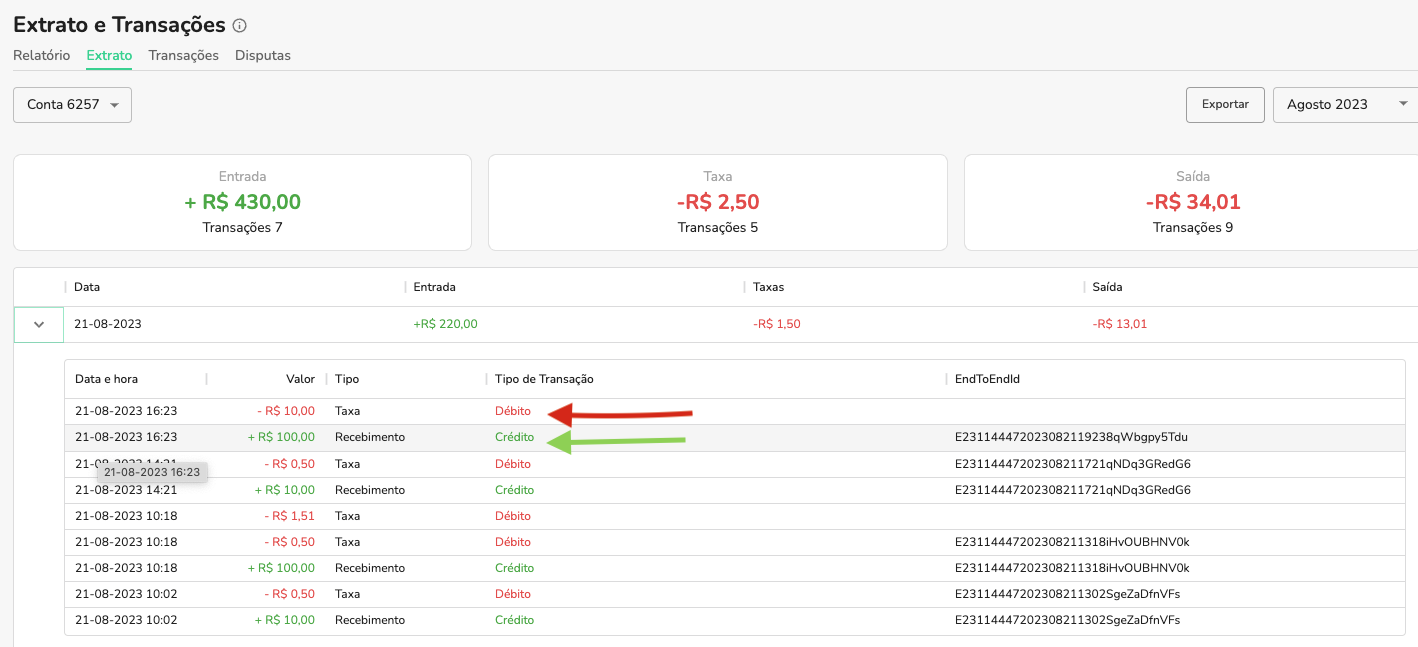 Extrato e Transações
Relatório Extrato Transações Disputas
Conta 6257 Exportar Agosto 2023
Entrada Taxa Saída
+ R$ 430,00 -R$ 2,50 -R$ 34,01
Transações 7 Transações 5 Transações 9
Data Entrada Taxas Saída
21-08-2023 +R$ 220,00 -R$ 1,50 -R$ 13,01
Data e hora Valor Tipo Tipo de Transação EndToEndId
21-08-2023 16:23 - R$ 10,00 Taxa Débito
21-08-2023 16:23 + R$ 100,00 Recebimento Crédito E231144472023082119238qWbgpy5Tdu
21-08-2023 14:21 - R$ 0,50 Taxa Débito E23114447202308211721qNDq3GRedG6
21-08-2023 16:23
21-08-2023 14:21 + R$ 10,00 Recebimento Crédito E23114447202308211721qNDq3GRedG6
21-08-2023 10:18 - R$ 1,51 Taxa Débito
21-08-2023 10:18 - R$ 0,50 Taxa Débito E23114447202308211318iHvOUBHNV0k
21-08-2023 10:18 + R$ 100,00 Recebimento Crédito E23114447202308211318iHvOUBHNV0k
21-08-2023 10:02 - R$ 0,50 Taxa Débito E23114447202308211302SgeZaDfnVFs
21-08-2023 10:02 + R$ 10,00 Recebimento Crédito E23114447202308211302SgeZaDfnVFs